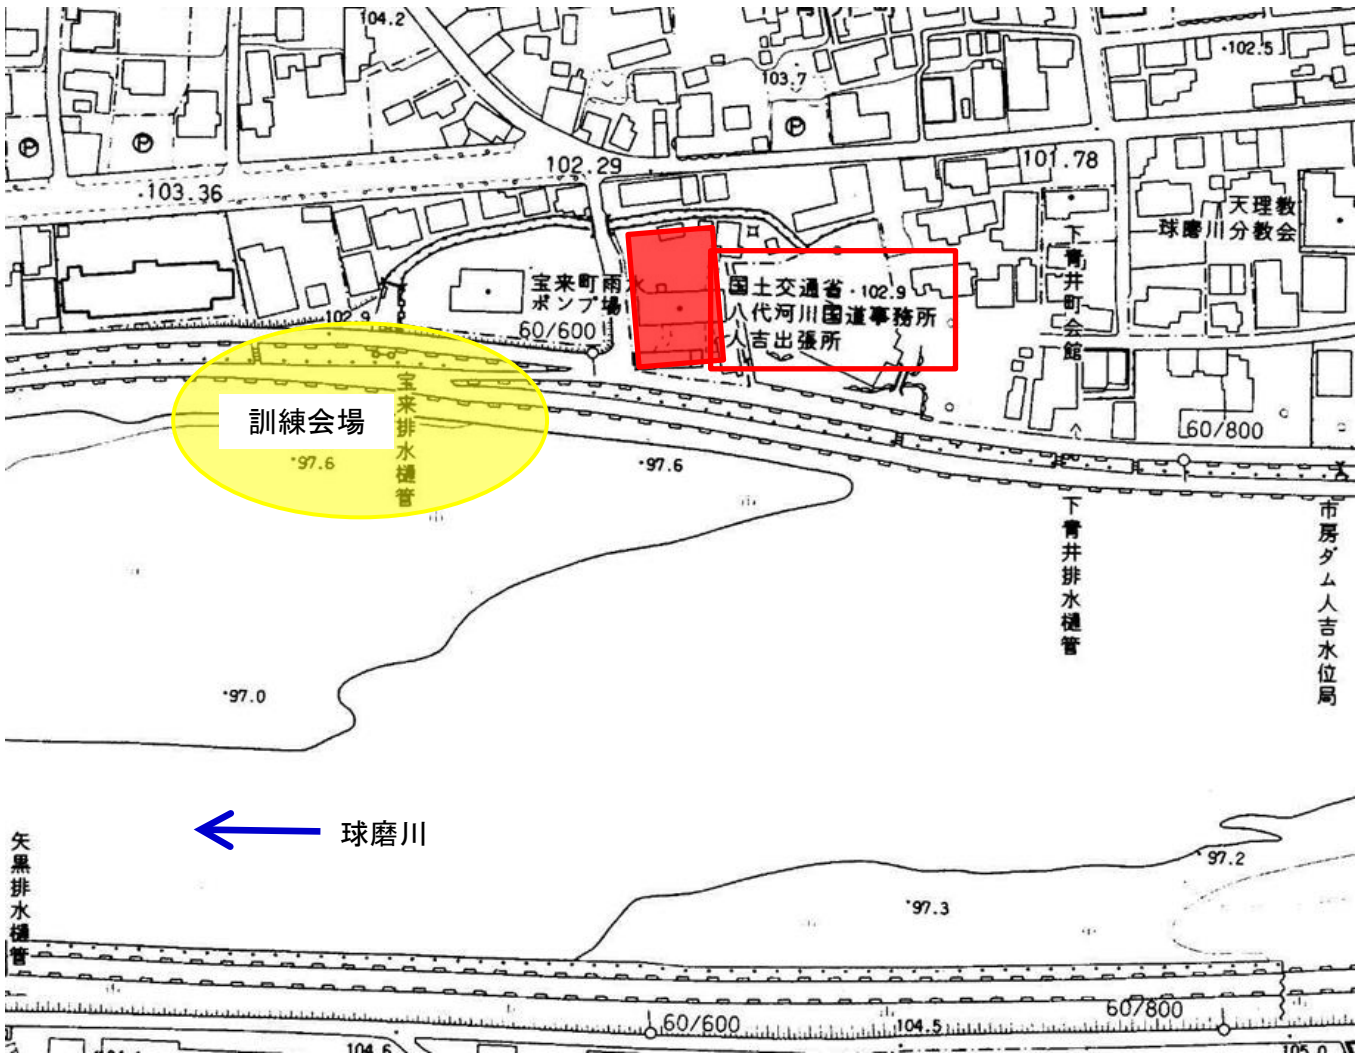 104.2
102.5
103.7
Ⓟ
Ⓟ
Ⓟ
102.29
101.78
103.36
天理教
球磨川分教会
下青井町会館
宝来町雨水
ポンプ場
国土交通省
102.9
八代河川国道事務所
人吉出張所
102.9
60/600
訓練会場
宝来排水樋管
97.6
97.6
60/800
下青井排水樋管
市房ダム人吉水位局
97.0
球磨川
矢黒排水樋管
97.2
97.3
60/600
104.5
60/800
104.6
105.0